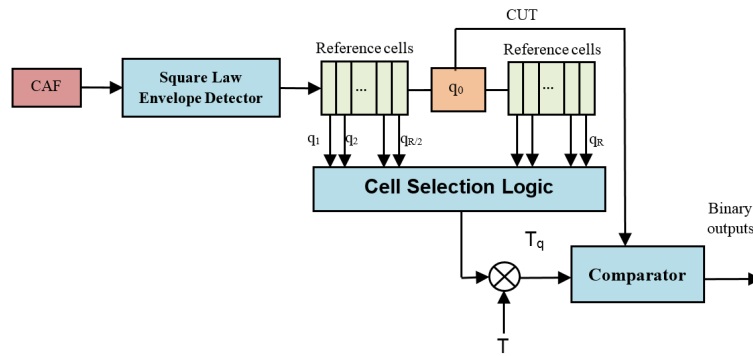 CUT
Reference cells
Reference cells
CAF
Square Law
Envelope Detector
...
q0
...
q1
q2
qR/2
qR
Cell Selection Logic
Tq
Binary
outputs
Comparator
T